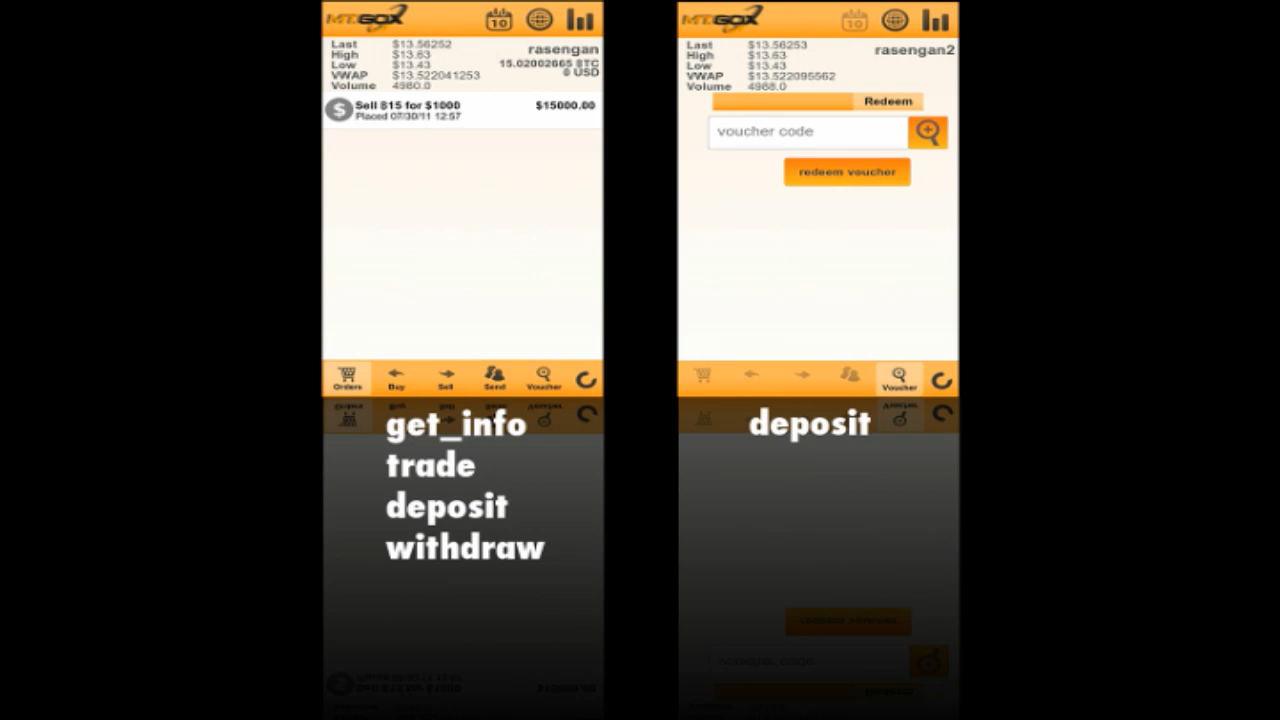 MTGOX
10
Last $13.56252
High $13.63
Low $13.43
VWAP $13.522041253
Volume 4980.0
rasengan
15.02002665 BTC
0 USD
$ Sell ฿15 for $1000 $15000.00
Placed 07/30/11 12:57
Orders Buy Sell Send Voucher
get_info
trade
deposit
withdraw
MTGOX
10
Last $13.56253
High $13.63
Low $13.43
VWAP $13.522095562
Volume 4988.0
rasengan2
Redeem
voucher code
redeem voucher
Voucher
deposit